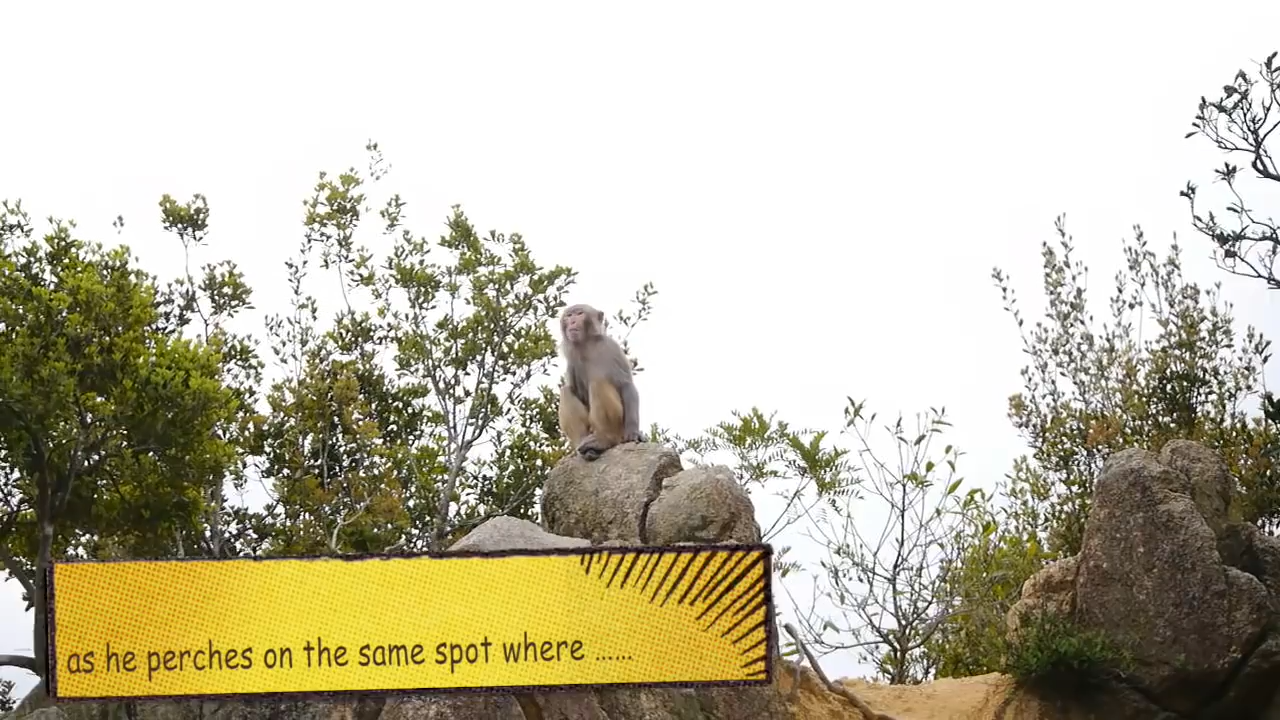 as he perches on the same spot where ......